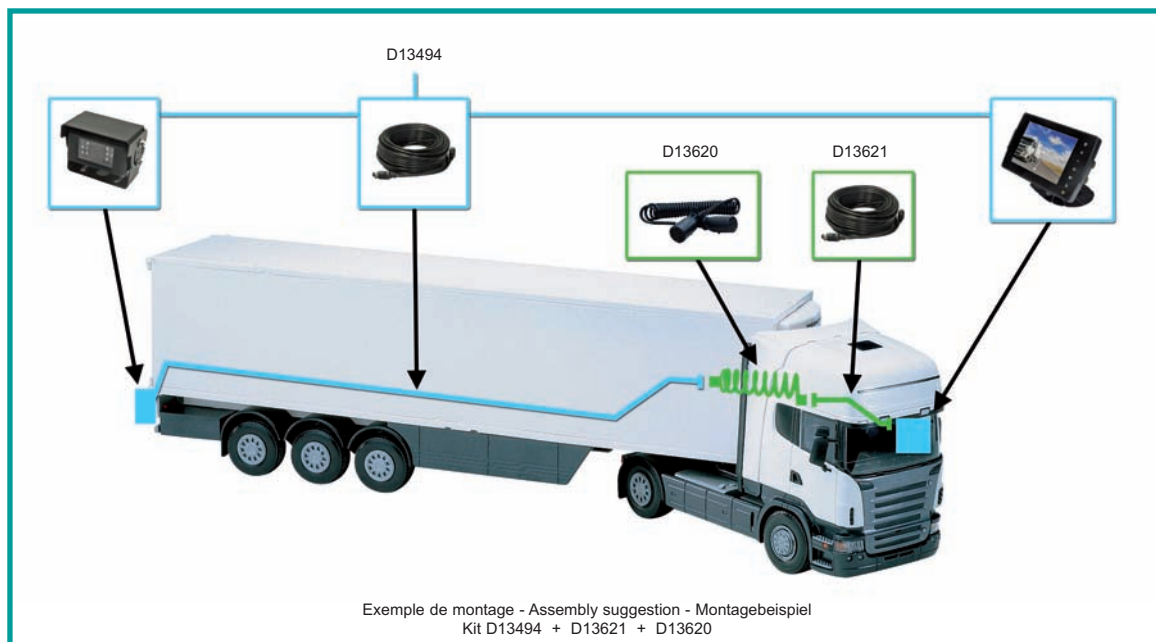 D13494
D13620
D13621
Exemple de montage - Assembly suggestion - Montagebeispiel
Kit D13494 + D13621 + D13620